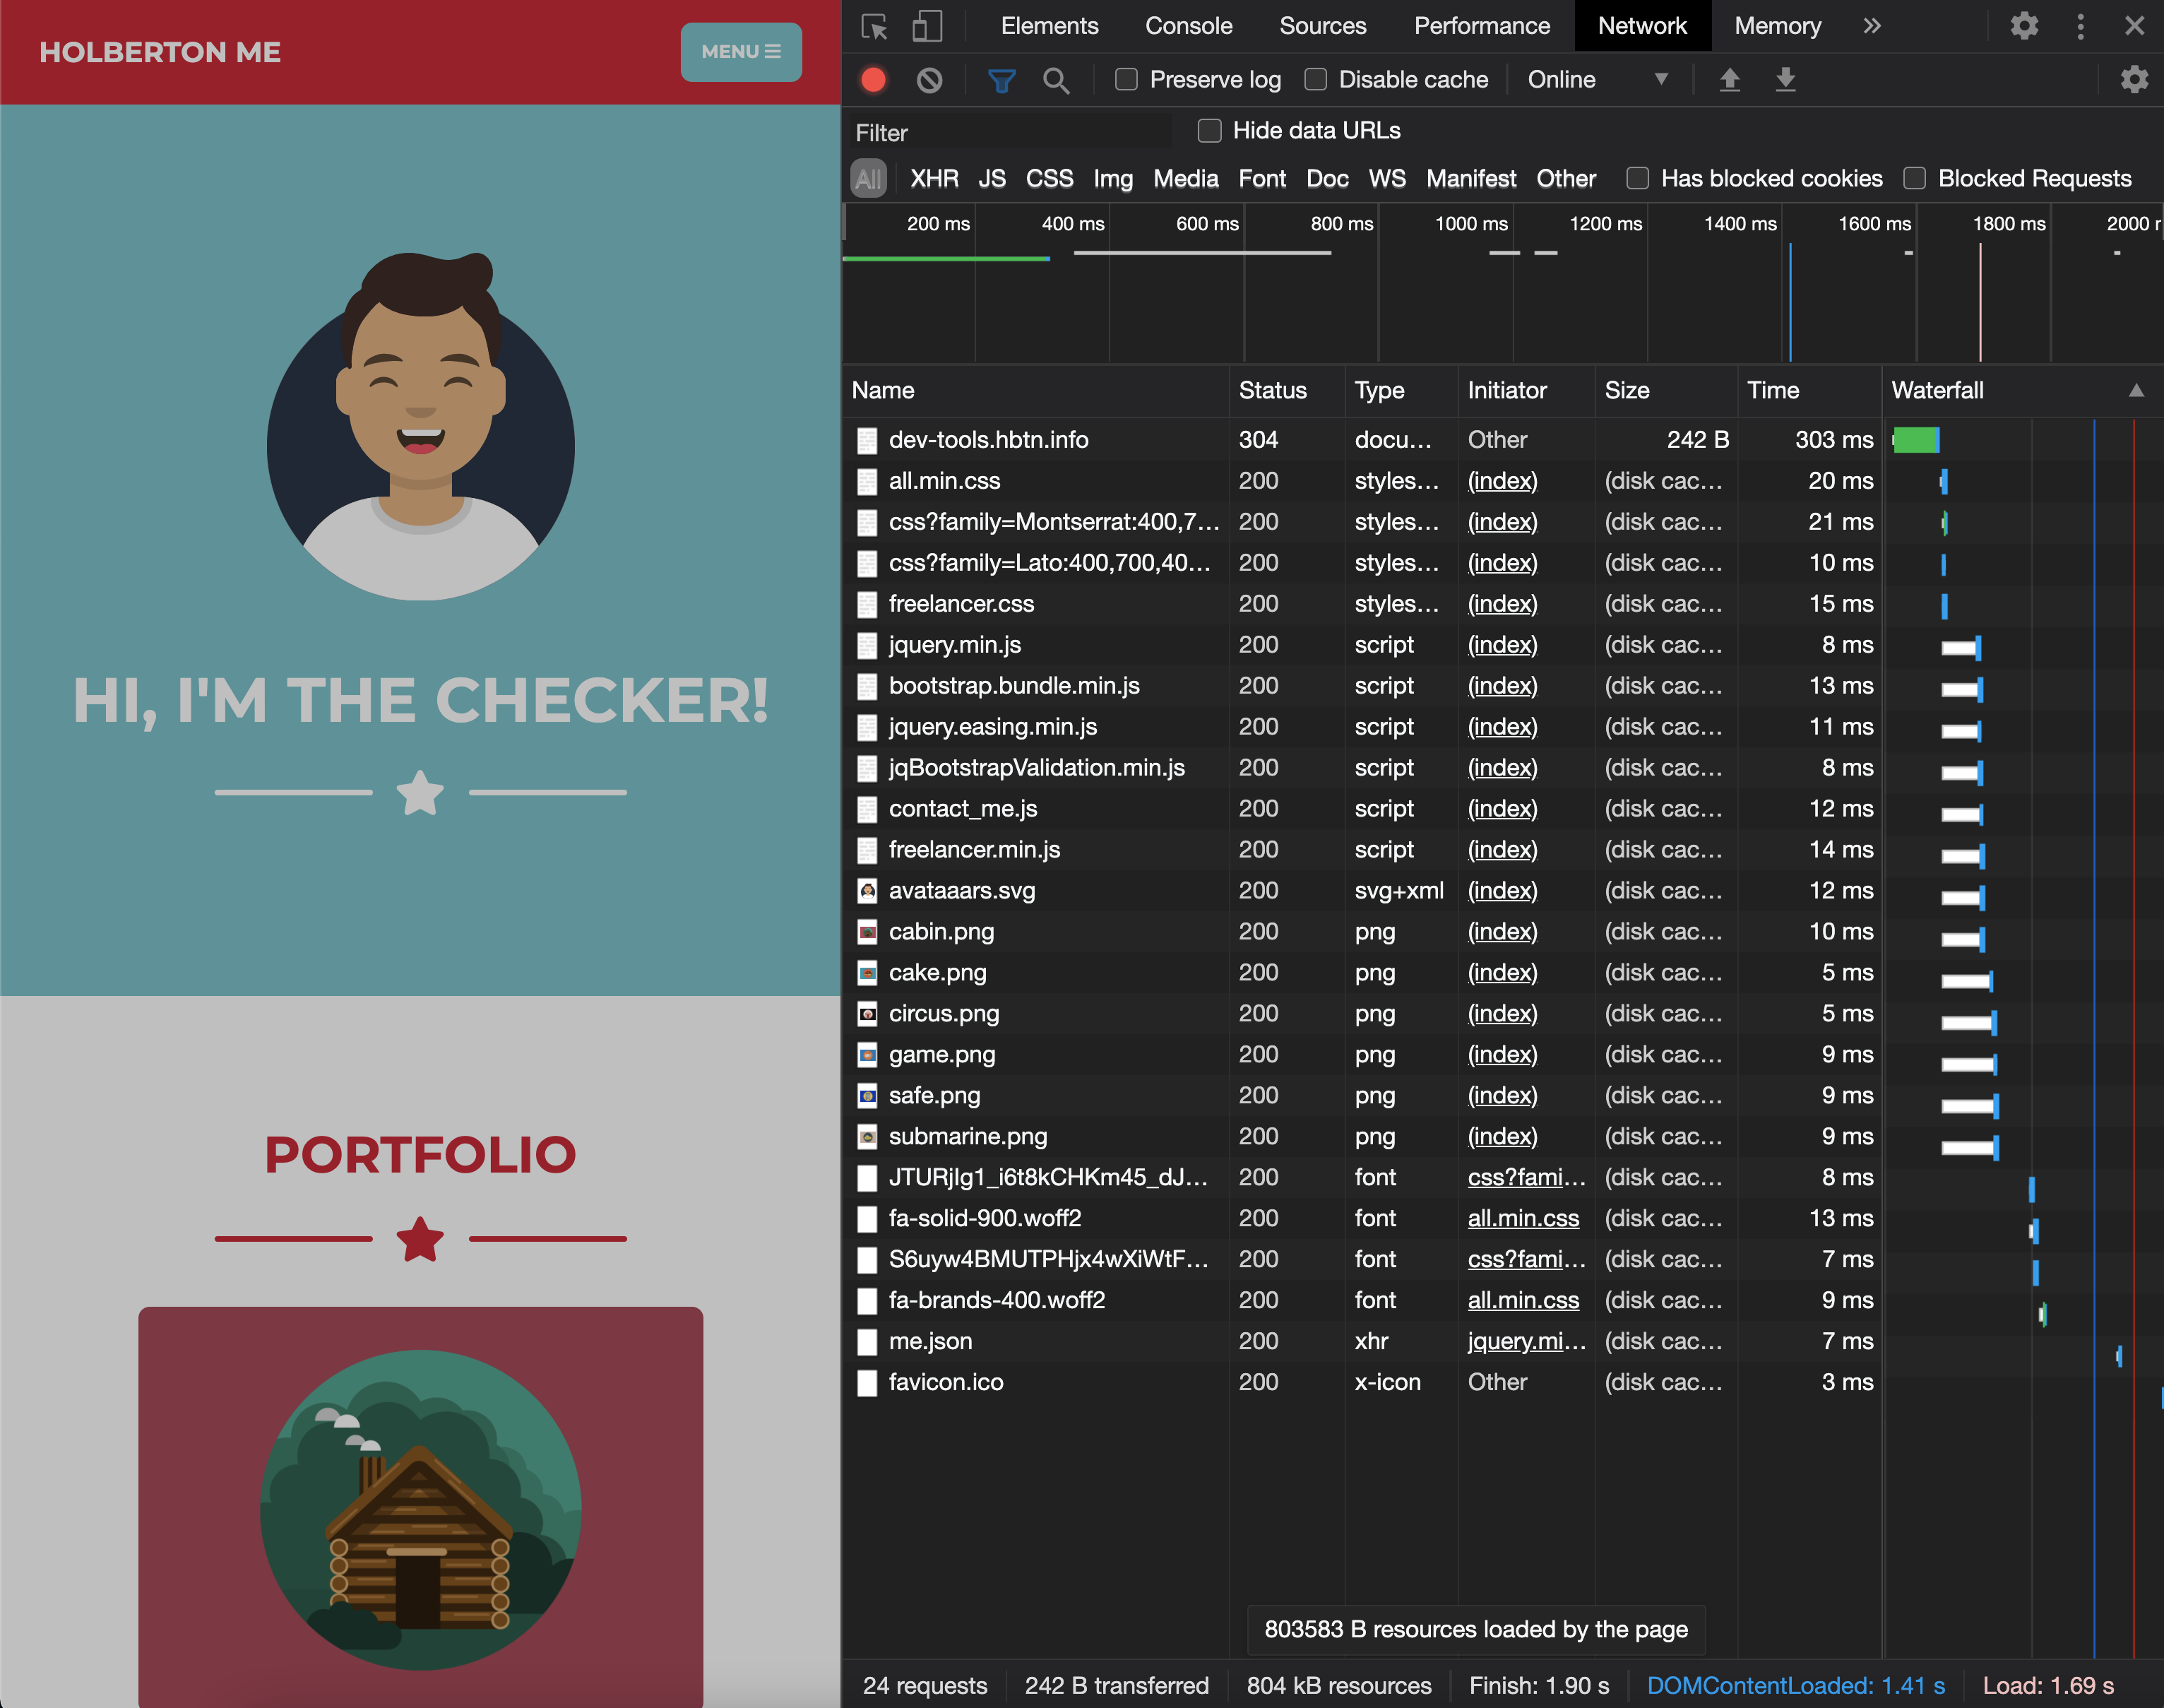 HOLBERTON ME
MENU
HI, I'M THE CHECKER!
PORTFOLIO
Elements Console Sources Performance Network Memory »
Preserve log Disable cache Online
Filter Hide data URLs
All XHR JS CSS Img Media Font Doc WS Manifest Other Has blocked cookies Blocked Requests
200 ms 400 ms 600 ms 800 ms 1000 ms 1200 ms 1400 ms 1600 ms 1800 ms 2000 r
Name Status Type Initiator Size Time Waterfall
dev-tools.hbtn.info 304 docu... Other 242 B 303 ms
all.min.css 200 styles... (index) (disk cac... 20 ms
css?family=Montserrat:400,7... 200 styles... (index) (disk cac... 21 ms
css?family=Lato:400,700,40... 200 styles... (index) (disk cac... 10 ms
freelancer.css 200 styles... (index) (disk cac... 15 ms
jquery.min.js 200 script (index) (disk cac... 8 ms
bootstrap.bundle.min.js 200 script (index) (disk cac... 13 ms
jquery.easing.min.js 200 script (index) (disk cac... 11 ms
jqBootstrapValidation.min.js 200 script (index) (disk cac... 8 ms
contact_me.js 200 script (index) (disk cac... 12 ms
freelancer.min.js 200 script (index) (disk cac... 14 ms
avataaars.svg 200 svg+xml (index) (disk cac... 12 ms
cabin.png 200 png (index) (disk cac... 10 ms
cake.png 200 png (index) (disk cac... 5 ms
circus.png 200 png (index) (disk cac... 5 ms
game.png 200 png (index) (disk cac... 9 ms
safe.png 200 png (index) (disk cac... 9 ms
submarine.png 200 png (index) (disk cac... 9 ms
JTURjIg1_i6t8kCHKm45_dJ... 200 font css?fami... (disk cac... 8 ms
fa-solid-900.woff2 200 font all.min.css (disk cac... 13 ms
S6uyw4BMUTPHjx4wXiWtF... 200 font css?fami... (disk cac... 7 ms
fa-brands-400.woff2 200 font all.min.css (disk cac... 9 ms
me.json 200 xhr jquery.mi... (disk cac... 7 ms
favicon.ico 200 x-icon Other (disk cac... 3 ms
803583 B resources loaded by the page
24 requests 242 B transferred 804 kB resources Finish: 1.90 s DOMContentLoaded: 1.41 s Load: 1.69 s